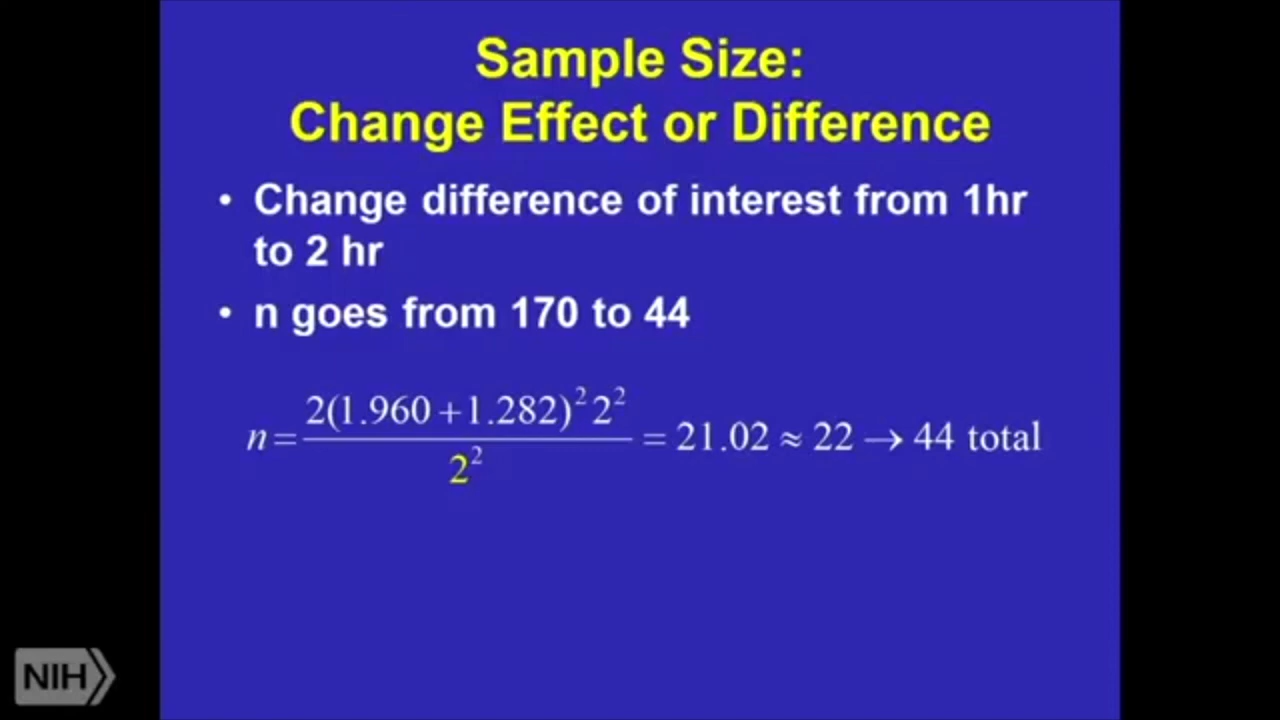 Sample Size:
Change Effect or Difference
• Change difference of interest from 1hr
to 2 hr
• n goes from 170 to 44
n = 2(1.960 + 1.282)² 2² / 2² = 21.02 ≈ 22 → 44 total
NIH